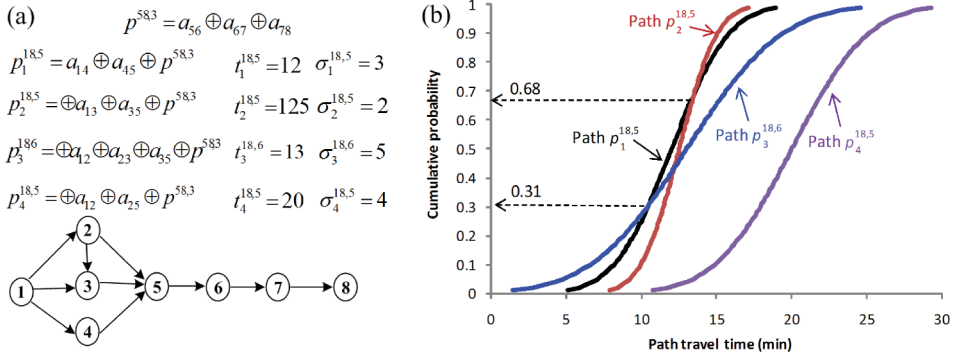 (a)
p^{58,3} = a_{56} ⊕ a_{67} ⊕ a_{78}
p_1^{18,5} = a_{14} ⊕ a_{45} ⊕ p^{58,3} t_1^{18,5} = 12 σ_1^{18,5} = 3
p_2^{18,5} = ⊕a_{13} ⊕ a_{35} ⊕ p^{58,3} t_2^{18,5} = 125 σ_2^{18,5} = 2
p_3^{186} = ⊕a_{12} ⊕ a_{23} ⊕ a_{35} ⊕ p^{583} t_3^{18,6} = 13 σ_3^{18,6} = 5
p_4^{18,5} = ⊕a_{12} ⊕ a_{25} ⊕ p^{58,3} t_4^{18,5} = 20 σ_4^{18,5} = 4
2
1
3
5
6
7
8
4
(b)
Cumulative probability
1
0.9
0.8
0.7
0.6
0.5
0.4
0.3
0.2
0.1
0
0.68
0.31
Path p_2^{18,5}
Path p_1^{18,5}
Path p_3^{18,6}
Path p_4^{18,5}
0 5 10 15 20 25 30
Path travel time (min)